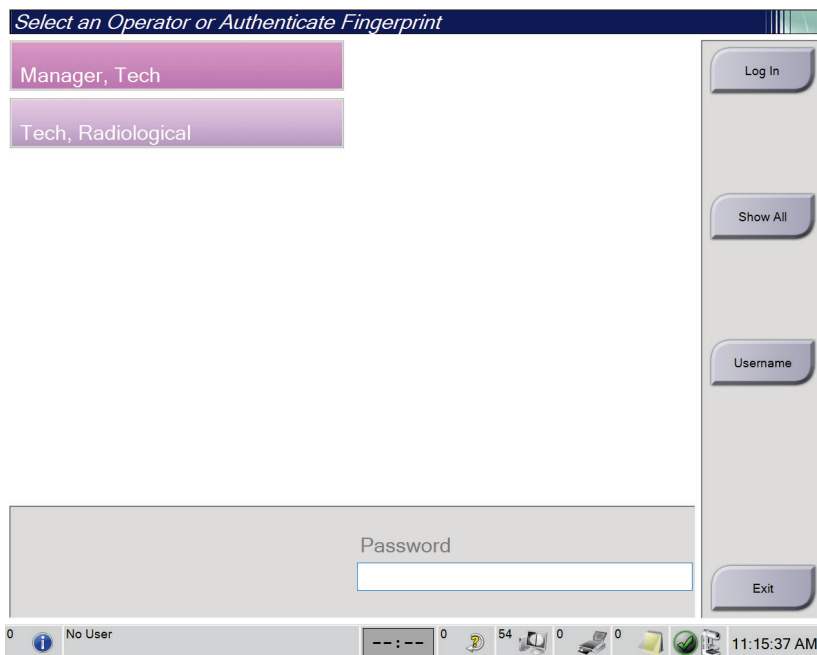 Select an Operator or Authenticate Fingerprint
Manager, Tech
Log In
Tech, Radiological
Show All
Username
Password
Exit
0 No User --:-- 0 54 0 0 11:15:37 AM